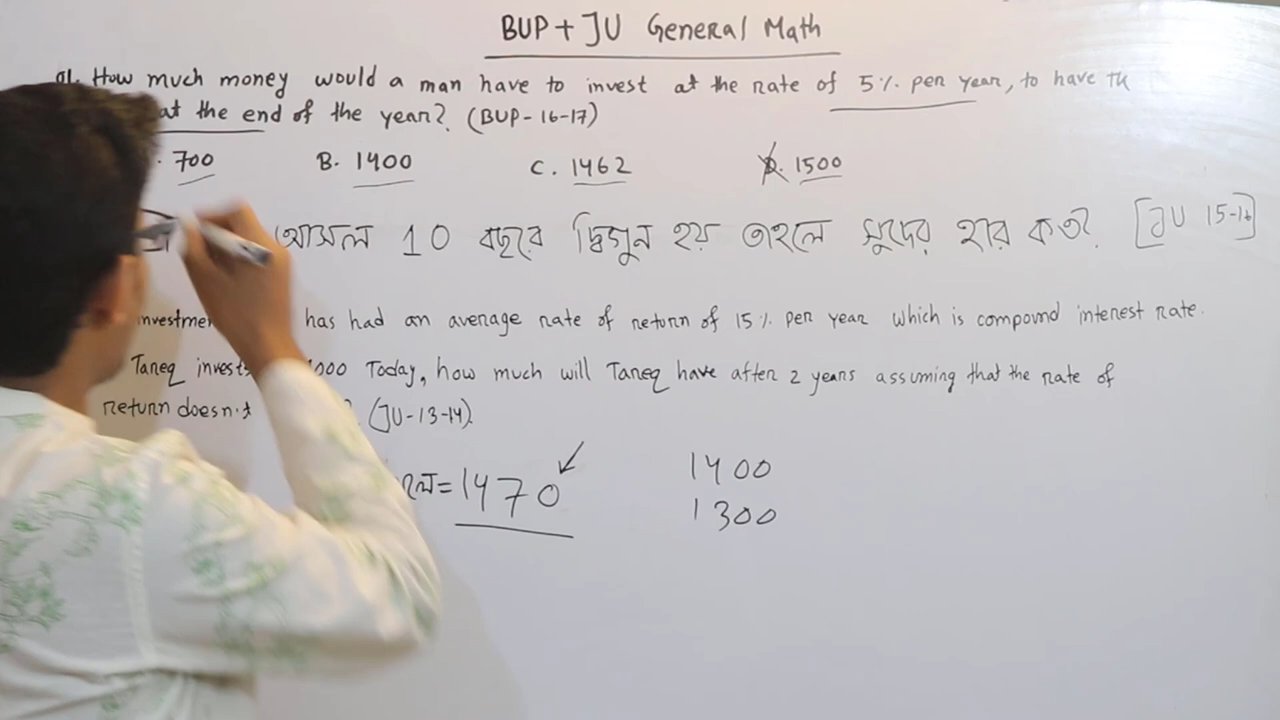 BUP + JU General Math
Q1. How much money would a man have to invest at the rate of 5% per year, to have TK
at the end of the year? (BUP-16-17)
700 B. 1400 C. 1462 D. 1500
আসল 10 বছরে দ্বিগুন হয় তাহলে সুদের হার কত? [JU 15-16]
has had an average rate of return of 15% per year which is compound interest rate.
Tareq invests 1000 Today, how much will Tareq have after 2 years assuming that the rate of
return doesn't (JU-13-14).
= 1470 1400
1300